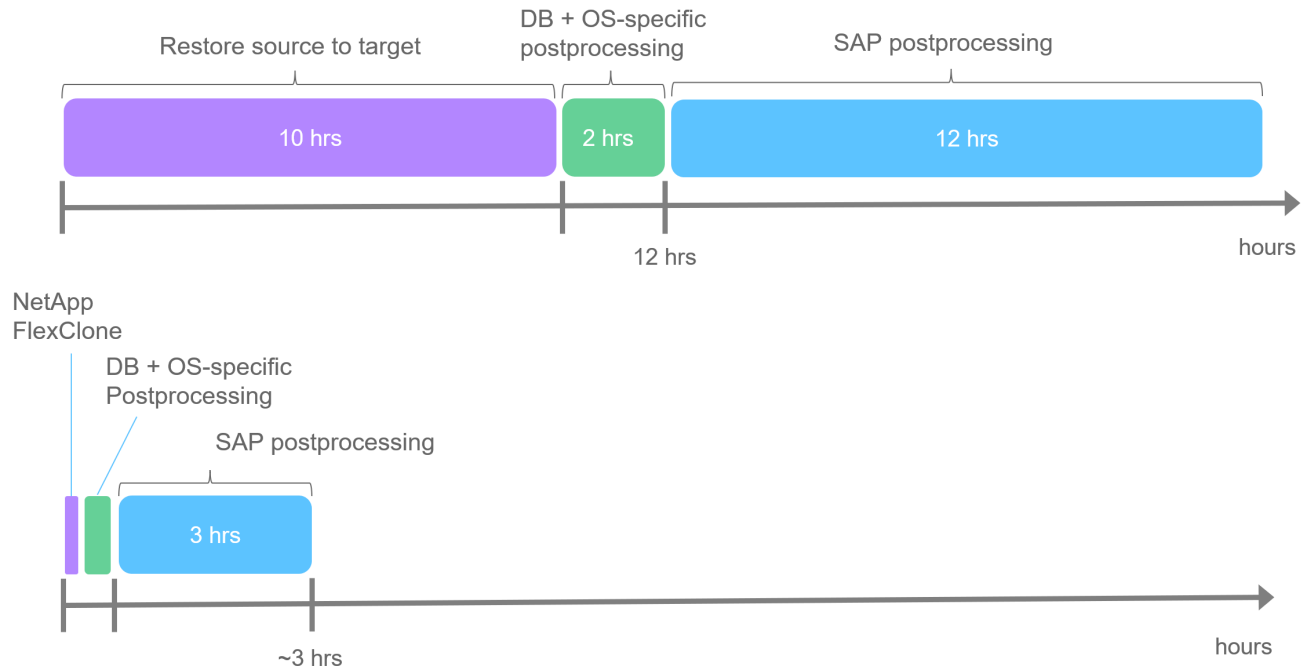 Restore source to target
DB + OS-specific
postprocessing
SAP postprocessing
10 hrs
2 hrs
12 hrs
12 hrs
hours
NetApp
FlexClone
DB + OS-specific
Postprocessing
SAP postprocessing
3 hrs
~3 hrs
hours